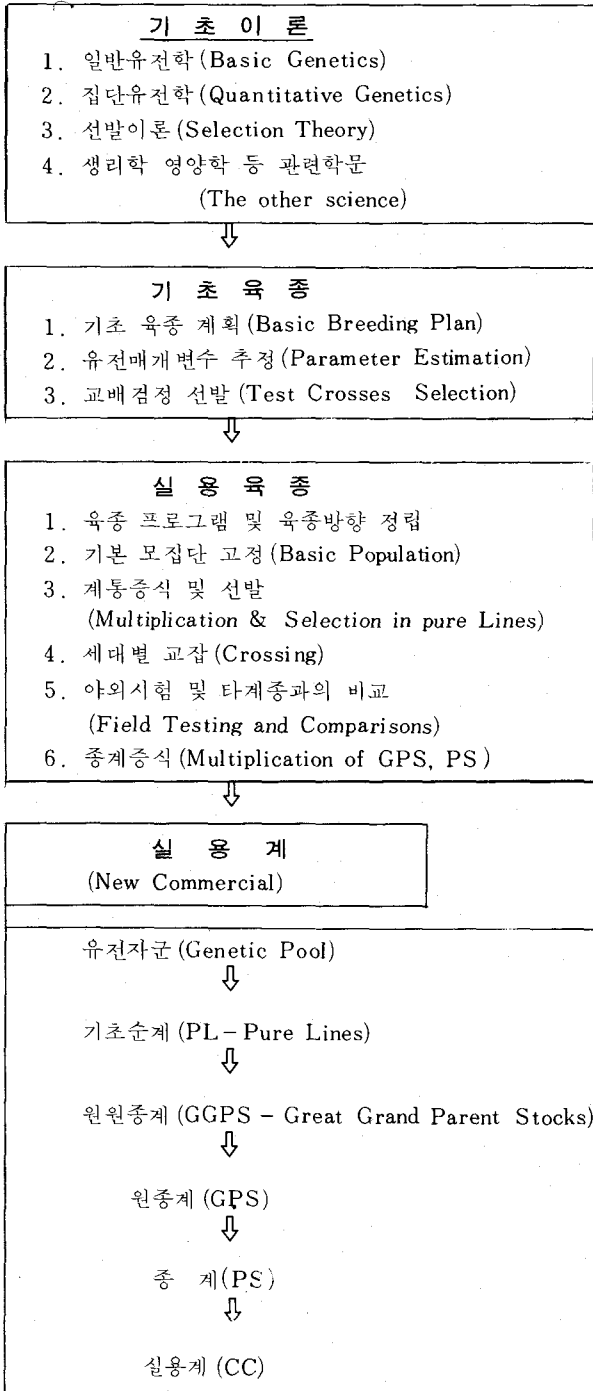 기 초 이 론
1. 일반유전학 (Basic Genetics)
2. 집단유전학 (Quantitative Genetics)
3. 선발이론 (Selection Theory)
4. 생리학 영양학 등 관련학문
(The other science)
⇩
기 초 육 종
1. 기초 육종 계획 (Basic Breeding Plan)
2. 유전매개변수 추정 (Parameter Estimation)
3. 교배검정 선발 (Test Crosses Selection)
⇩
실 용 육 종
1. 육종 프로그램 및 육종방향 정립
2. 기본 모집단 고정 (Basic Population)
3. 계통증식 및 선발
(Multiplication & Selection in pure Lines)
4. 세대별 교잡 (Crossing)
5. 야외시험 및 타계종과의 비교
(Field Testing and Comparisons)
6. 종계증식 (Multiplication of GPS, PS)
⇩
실 용 계
(New Commercial)
유전자군 (Genetic Pool)
⇩
기초순계 (PL-Pure Lines)
⇩
원원종계 (GGPS - Great Grand Parent Stocks)
⇩
원종계 (GPS)
⇩
종 계 (PS)
⇩
실용계 (CC)